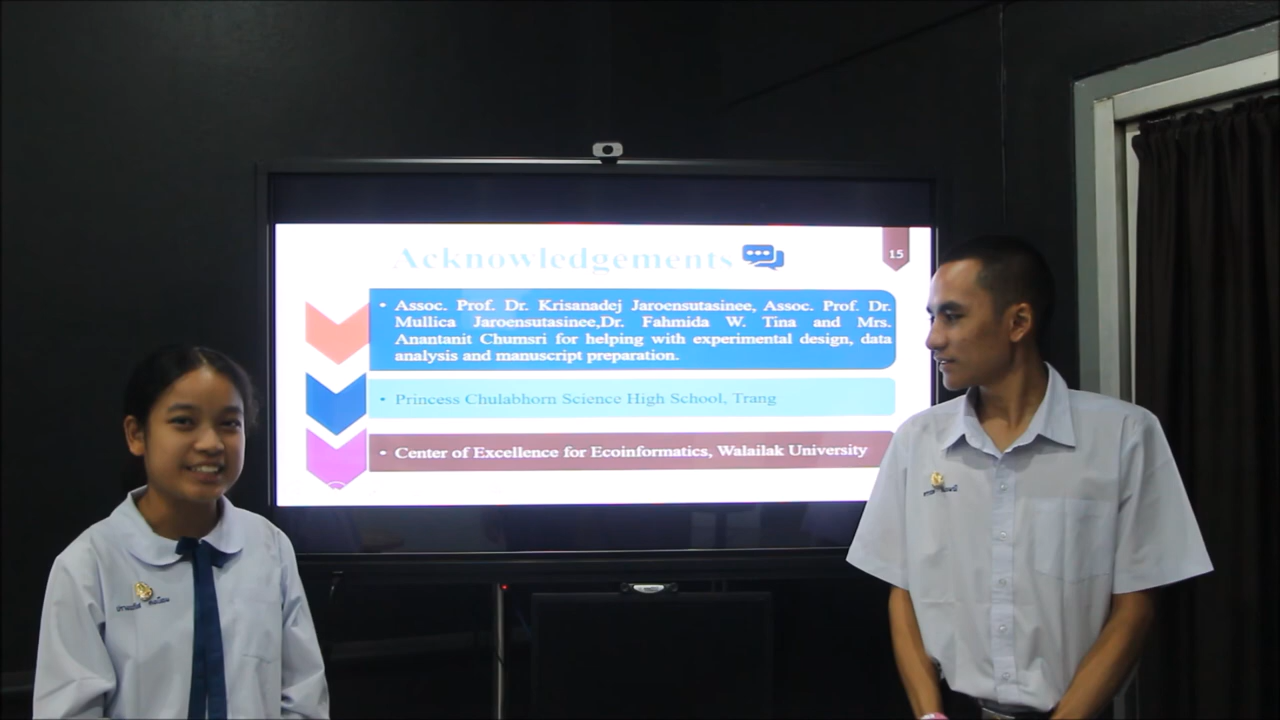 Acknowledgements
15
• Assoc. Prof. Dr. Krisanadej Jaroensutasinee, Assoc. Prof. Dr.
Mullica Jaroensutasinee,Dr. Fahmida W. Tina and Mrs.
Anantanit Chumsri for helping with experimental design, data
analysis and manuscript preparation.
• Princess Chulabhorn Science High School, Trang
• Center of Excellence for Ecoinformatics, Walailak University